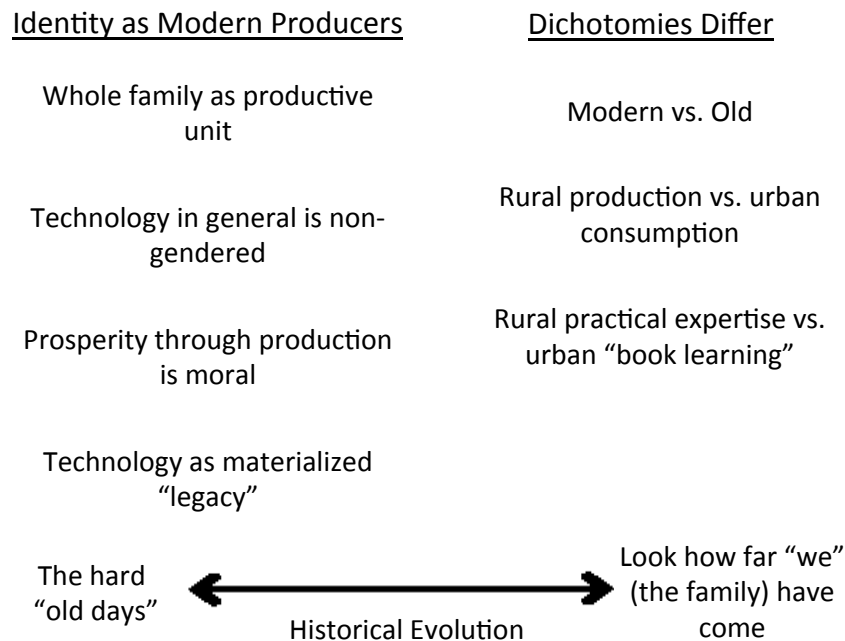 Identity as Modern Producers
Whole family as productive
unit
Technology in general is non-
gendered
Prosperity through production
is moral
Technology as materialized
“legacy”
Dichotomies Differ
Modern vs. Old
Rural production vs. urban
consumption
Rural practical expertise vs.
urban “book learning”
The hard
“old days”
Historical Evolution
Look how far “we”
(the family) have
come